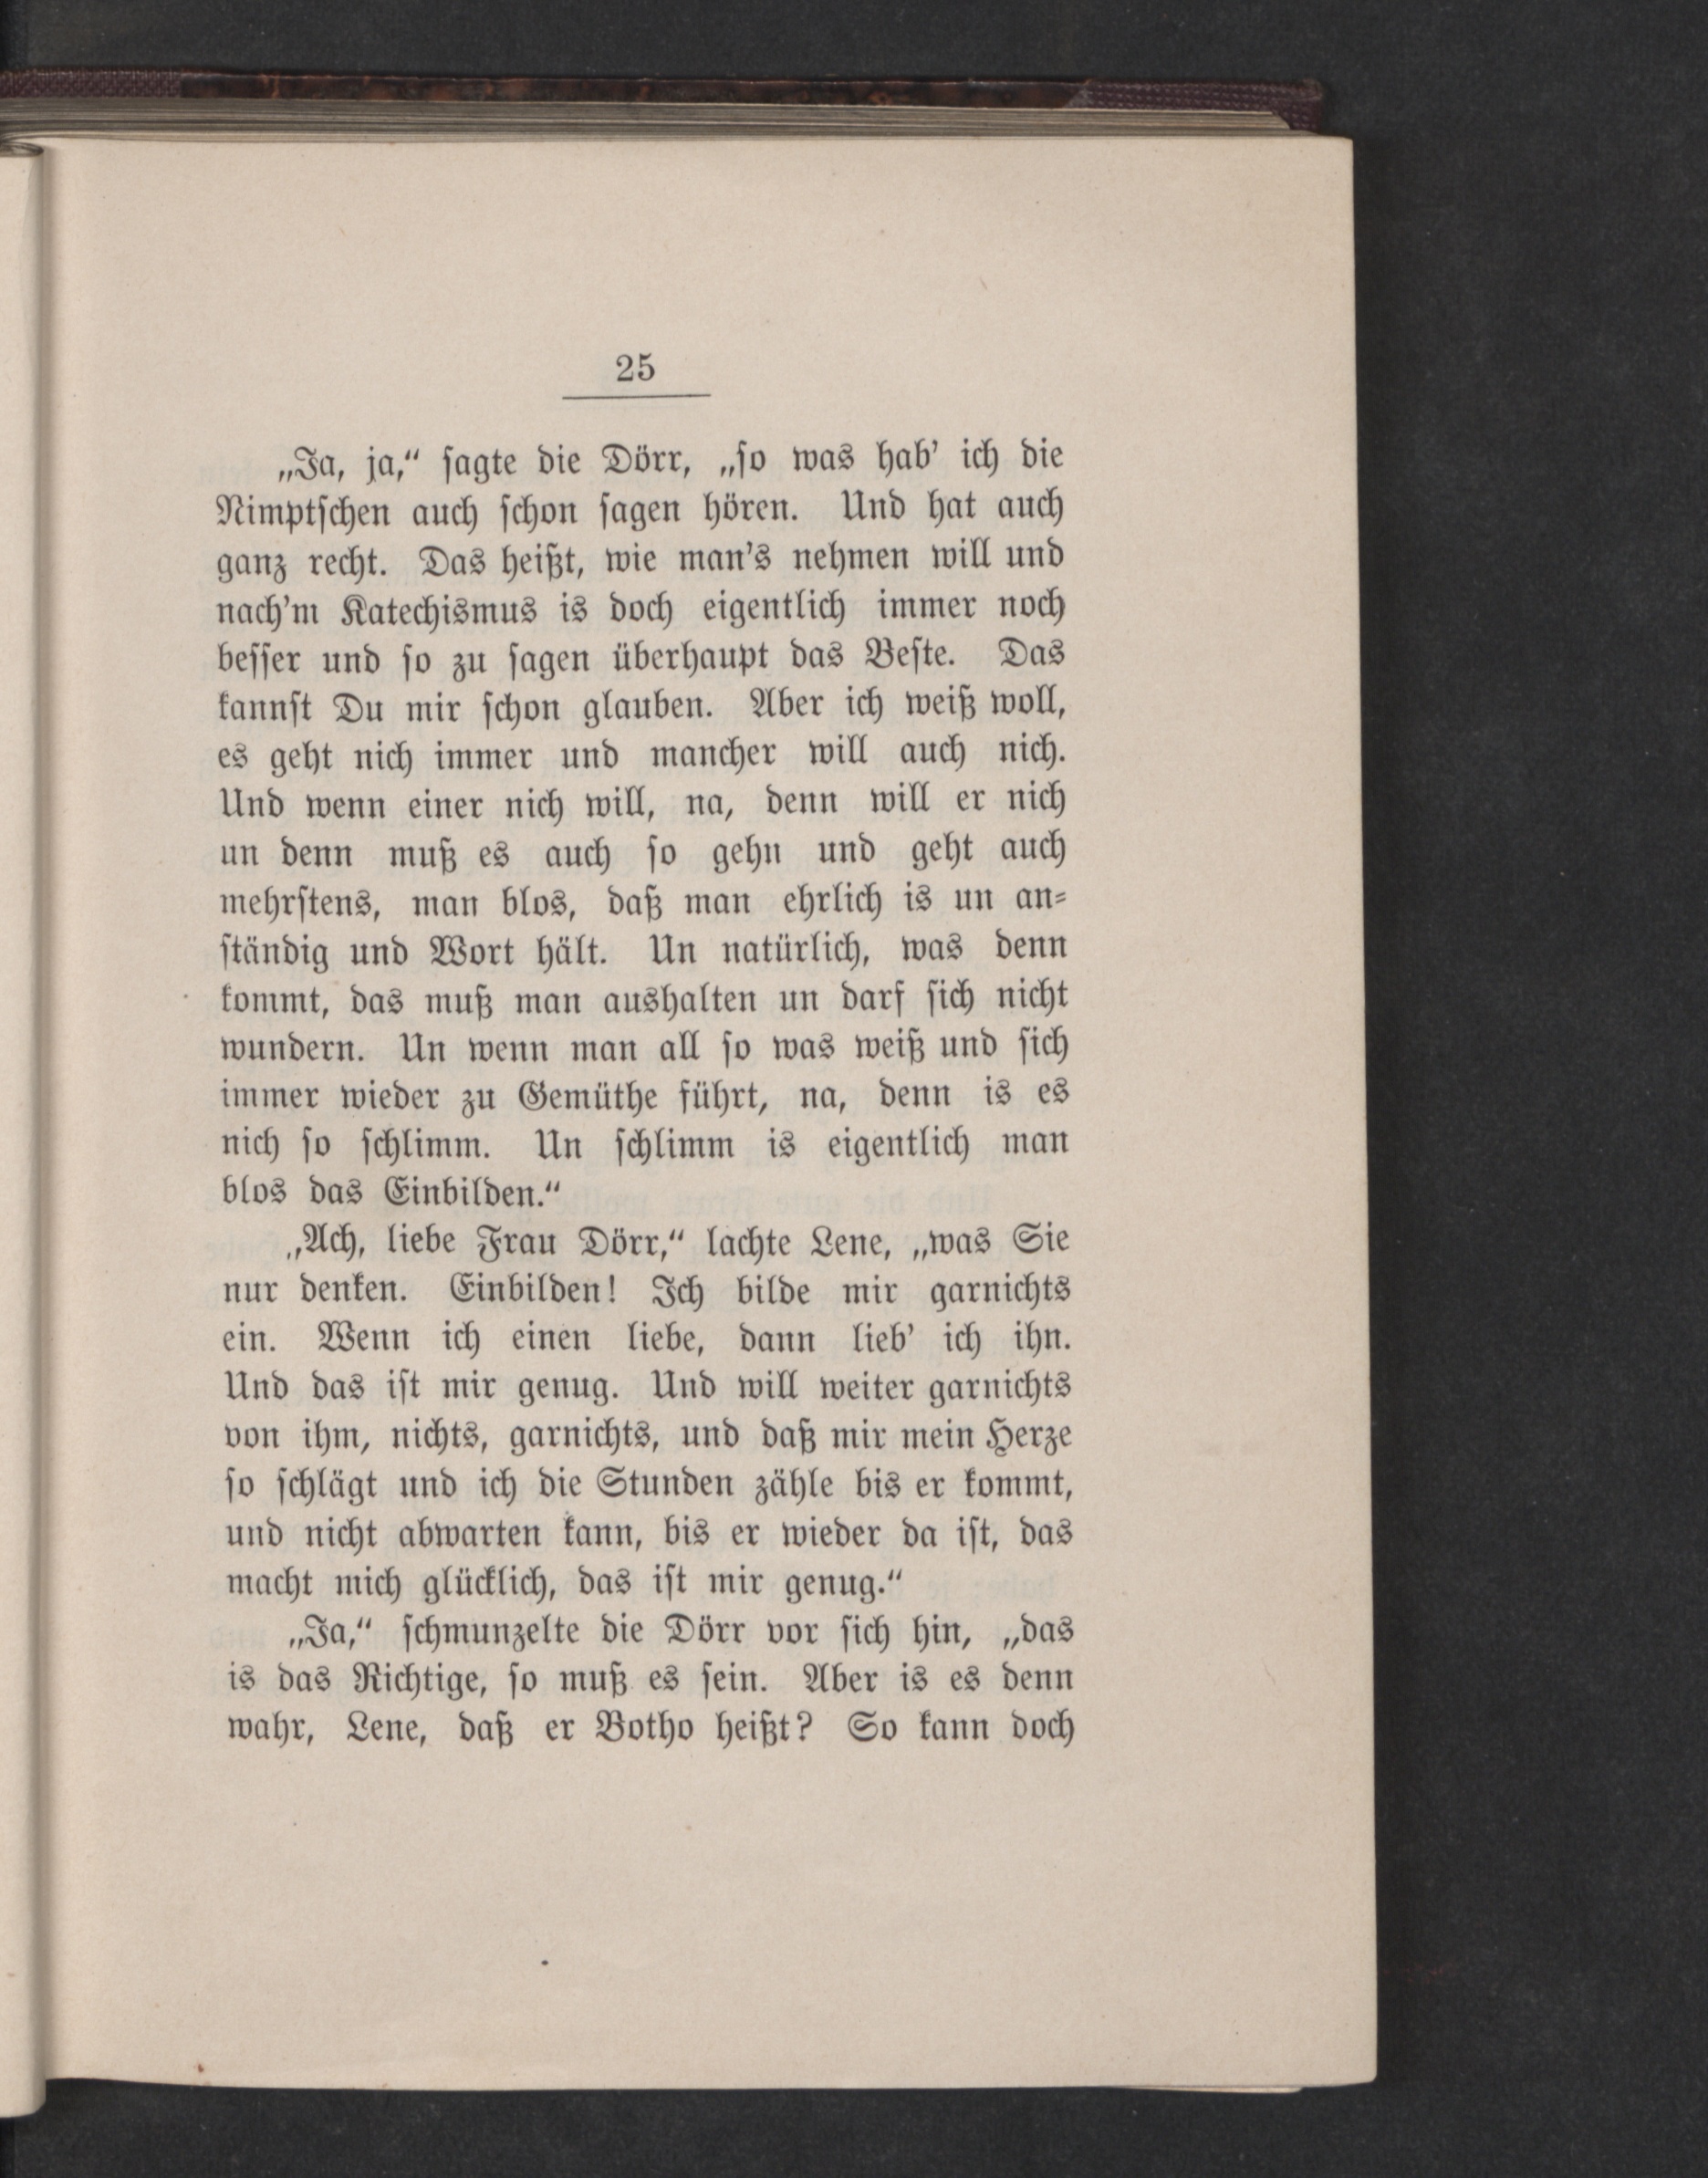 25
„Ja, ja,“ ſagte die Dörr, „ſo was hab’ ich die
Nimptſchen auch ſchon ſagen hören. Und hat auch
ganz recht. Das heißt, wie man’s nehmen will und
nach’m Katechismus is doch eigentlich immer noch
beſſer und ſo zu ſagen überhaupt das Beſte. Das
kannſt Du mir ſchon glauben. Aber ich weiß woll,
es geht nich immer und mancher will auch nich.
Und wenn einer nich will, na, denn will er nich
un denn muß es auch ſo gehn und geht auch
mehrſtens, man blos, daß man ehrlich is un an⸗
ſtändig und Wort hält. Un natürlich, was denn
kommt, das muß man aushalten un darf ſich nicht
wundern. Un wenn man all ſo was weiß und ſich
immer wieder zu Gemüthe führt, na, denn is es
nich ſo ſchlimm. Un ſchlimm is eigentlich man
blos das Einbilden.“
„Ach, liebe Frau Dörr,“ lachte Lene, „was Sie
nur denken. Einbilden! Ich bilde mir garnichts
ein. Wenn ich einen liebe, dann lieb’ ich ihn.
Und das iſt mir genug. Und will weiter garnichts
von ihm, nichts, garnichts, und daß mir mein Herze
ſo ſchlägt und ich die Stunden zähle bis er kommt,
und nicht abwarten kann, bis er wieder da iſt, das
macht mich glücklich, das iſt mir genug.“
„Ja,“ ſchmunzelte die Dörr vor ſich hin, „das
is das Richtige, ſo muß es ſein. Aber is es denn
wahr, Lene, daß er Botho heißt? So kann doch